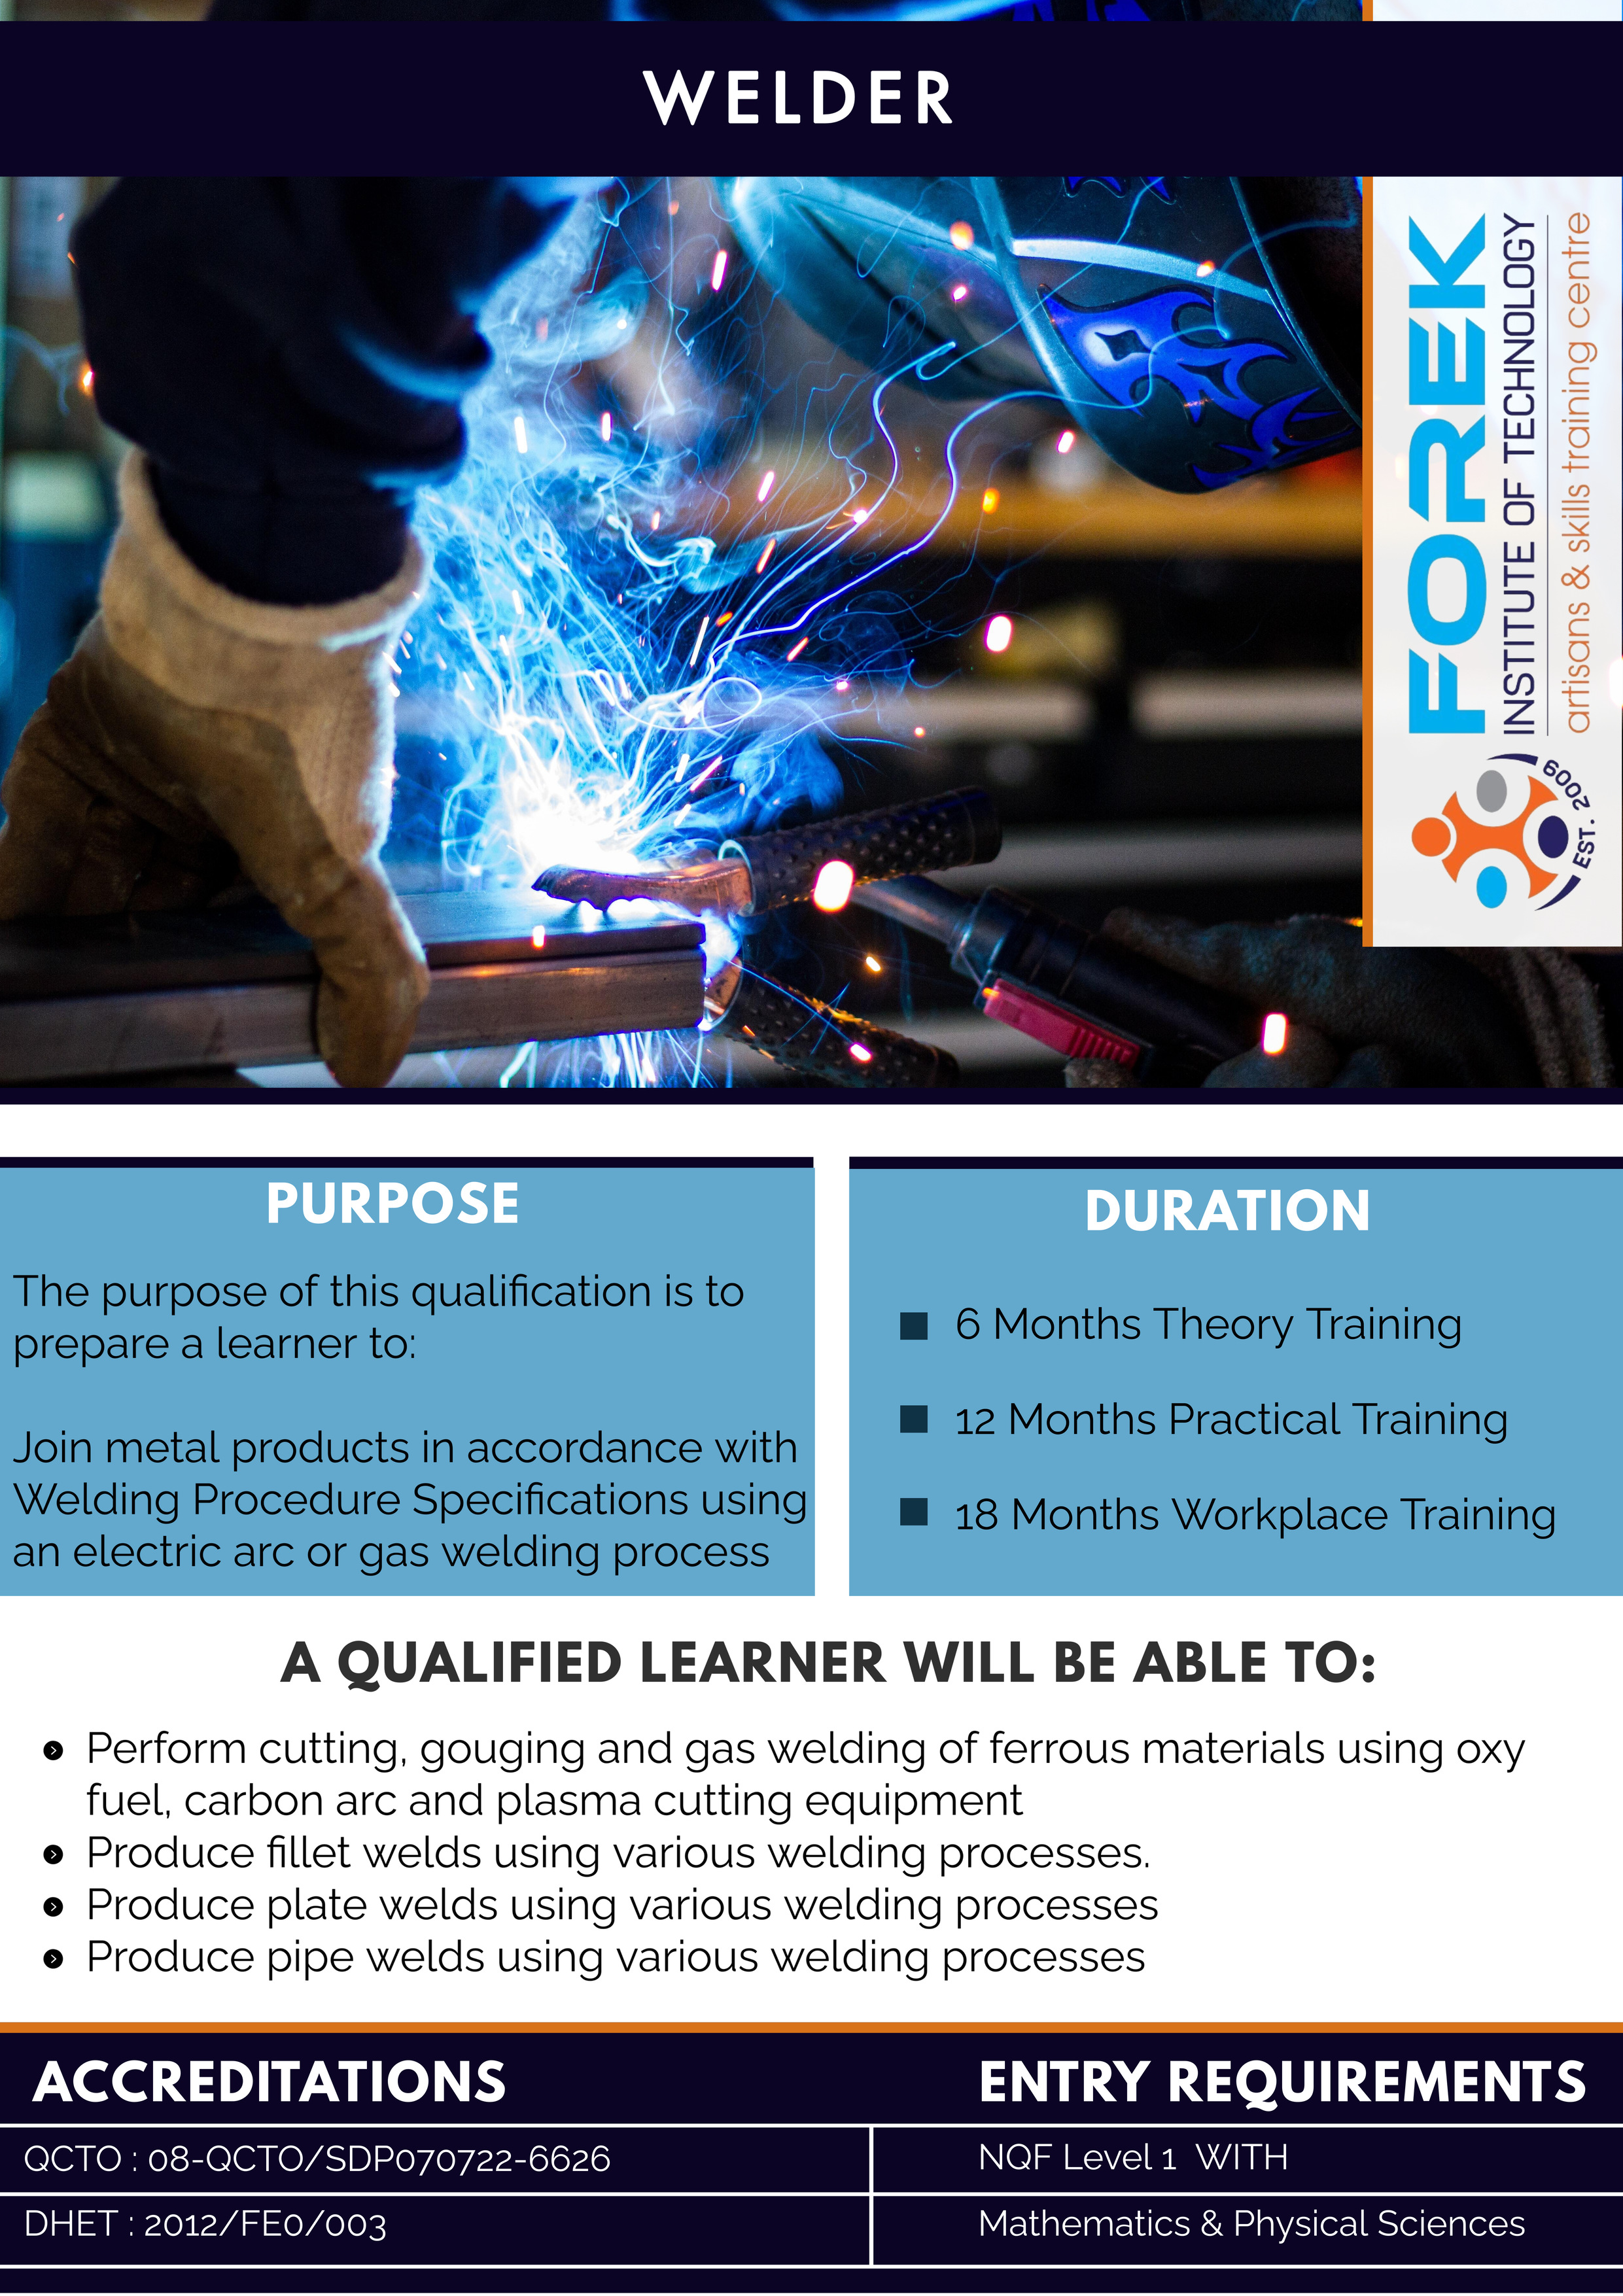 WELDER
FOREK
INSTITUTE OF TECHNOLOGY
artisans & skills training centre
EST. 2009
PURPOSE
The purpose of this qualification is to
prepare a learner to:
Join metal products in accordance with
Welding Procedure Specifications using
an electric arc or gas welding process
DURATION
6 Months Theory Training
12 Months Practical Training
18 Months Workplace Training
A QUALIFIED LEARNER WILL BE ABLE TO:
Perform cutting, gouging and gas welding of ferrous materials using oxy
fuel, carbon arc and plasma cutting equipment
Produce fillet welds using various welding processes.
Produce plate welds using various welding processes
Produce pipe welds using various welding processes
ACCREDITATIONS
QCTO : 08-QCTO/SDP070722-6626
DHET : 2012/FE0/003
ENTRY REQUIREMENTS
NQF Level 1 WITH
Mathematics & Physical Sciences